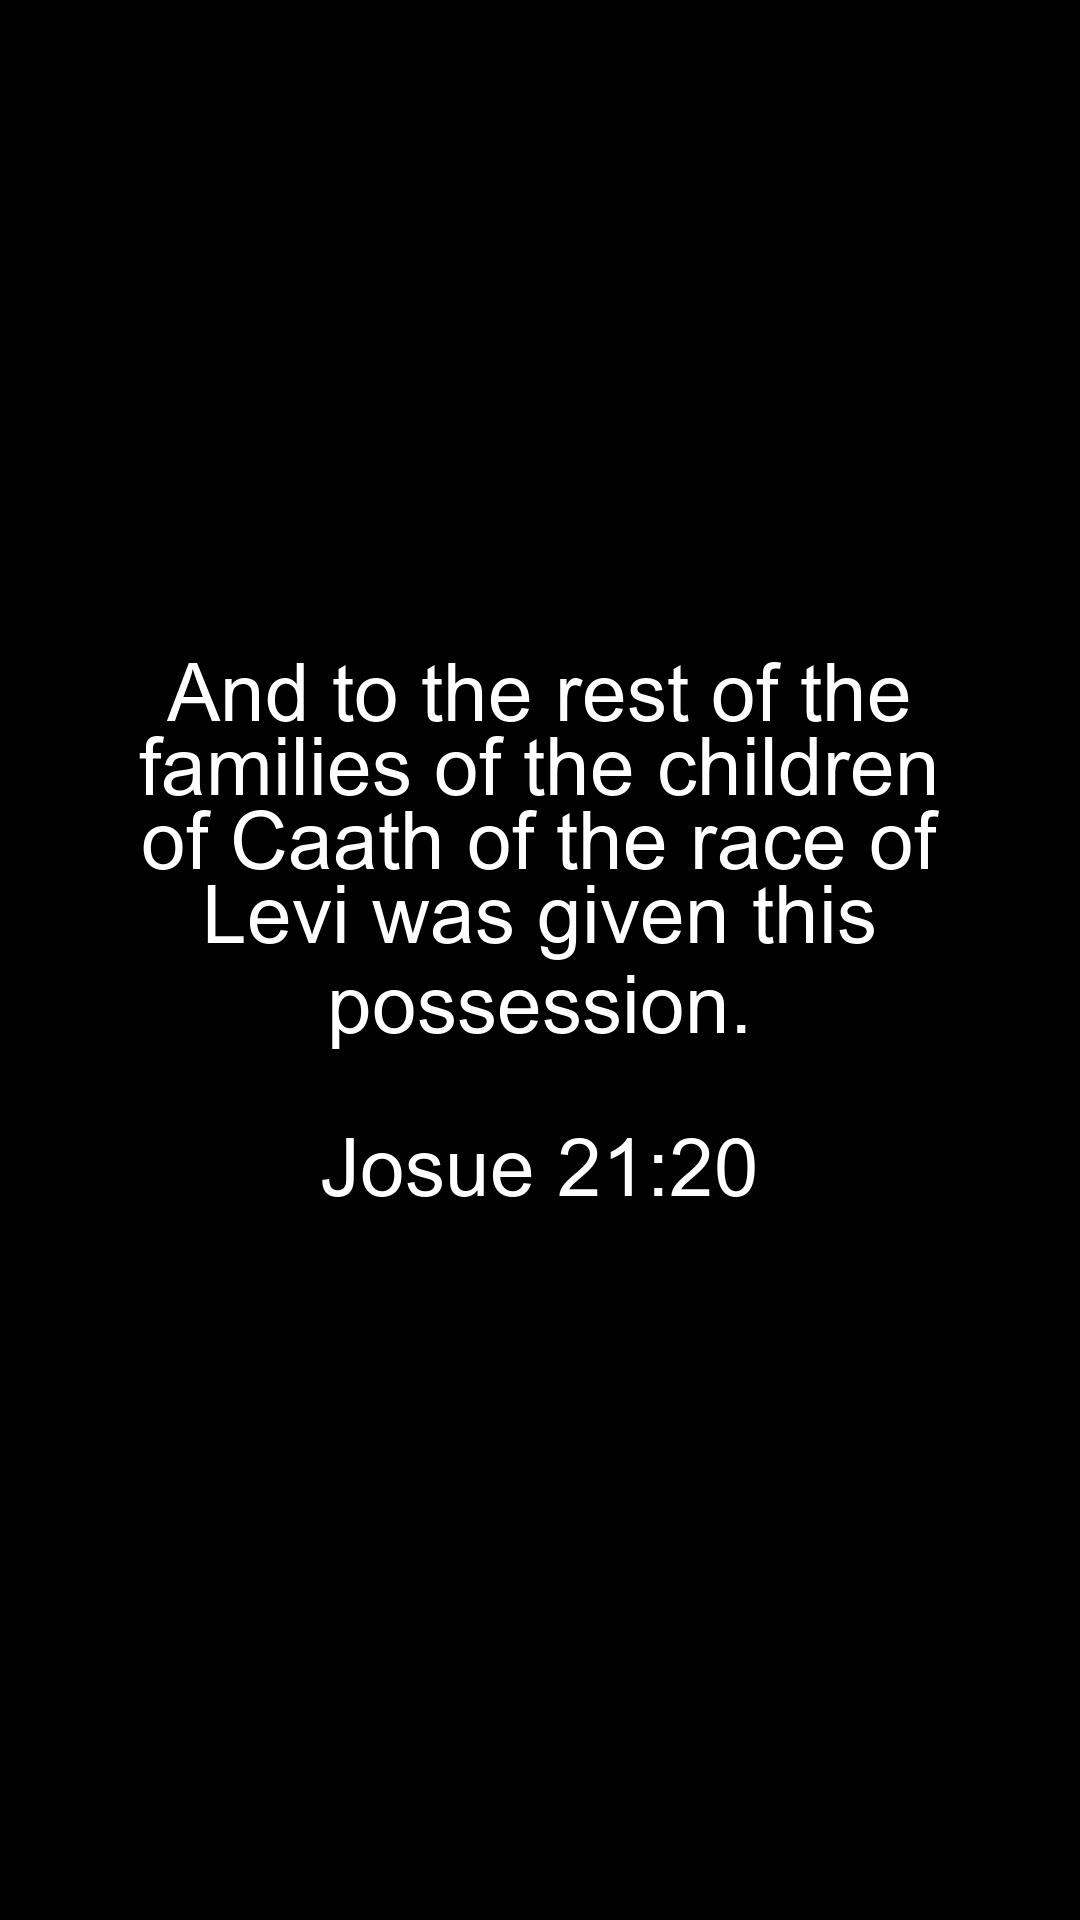 And to the rest of the
families of the children
of Caath of the race of
Levi was given this
possession.
Josue 21:20